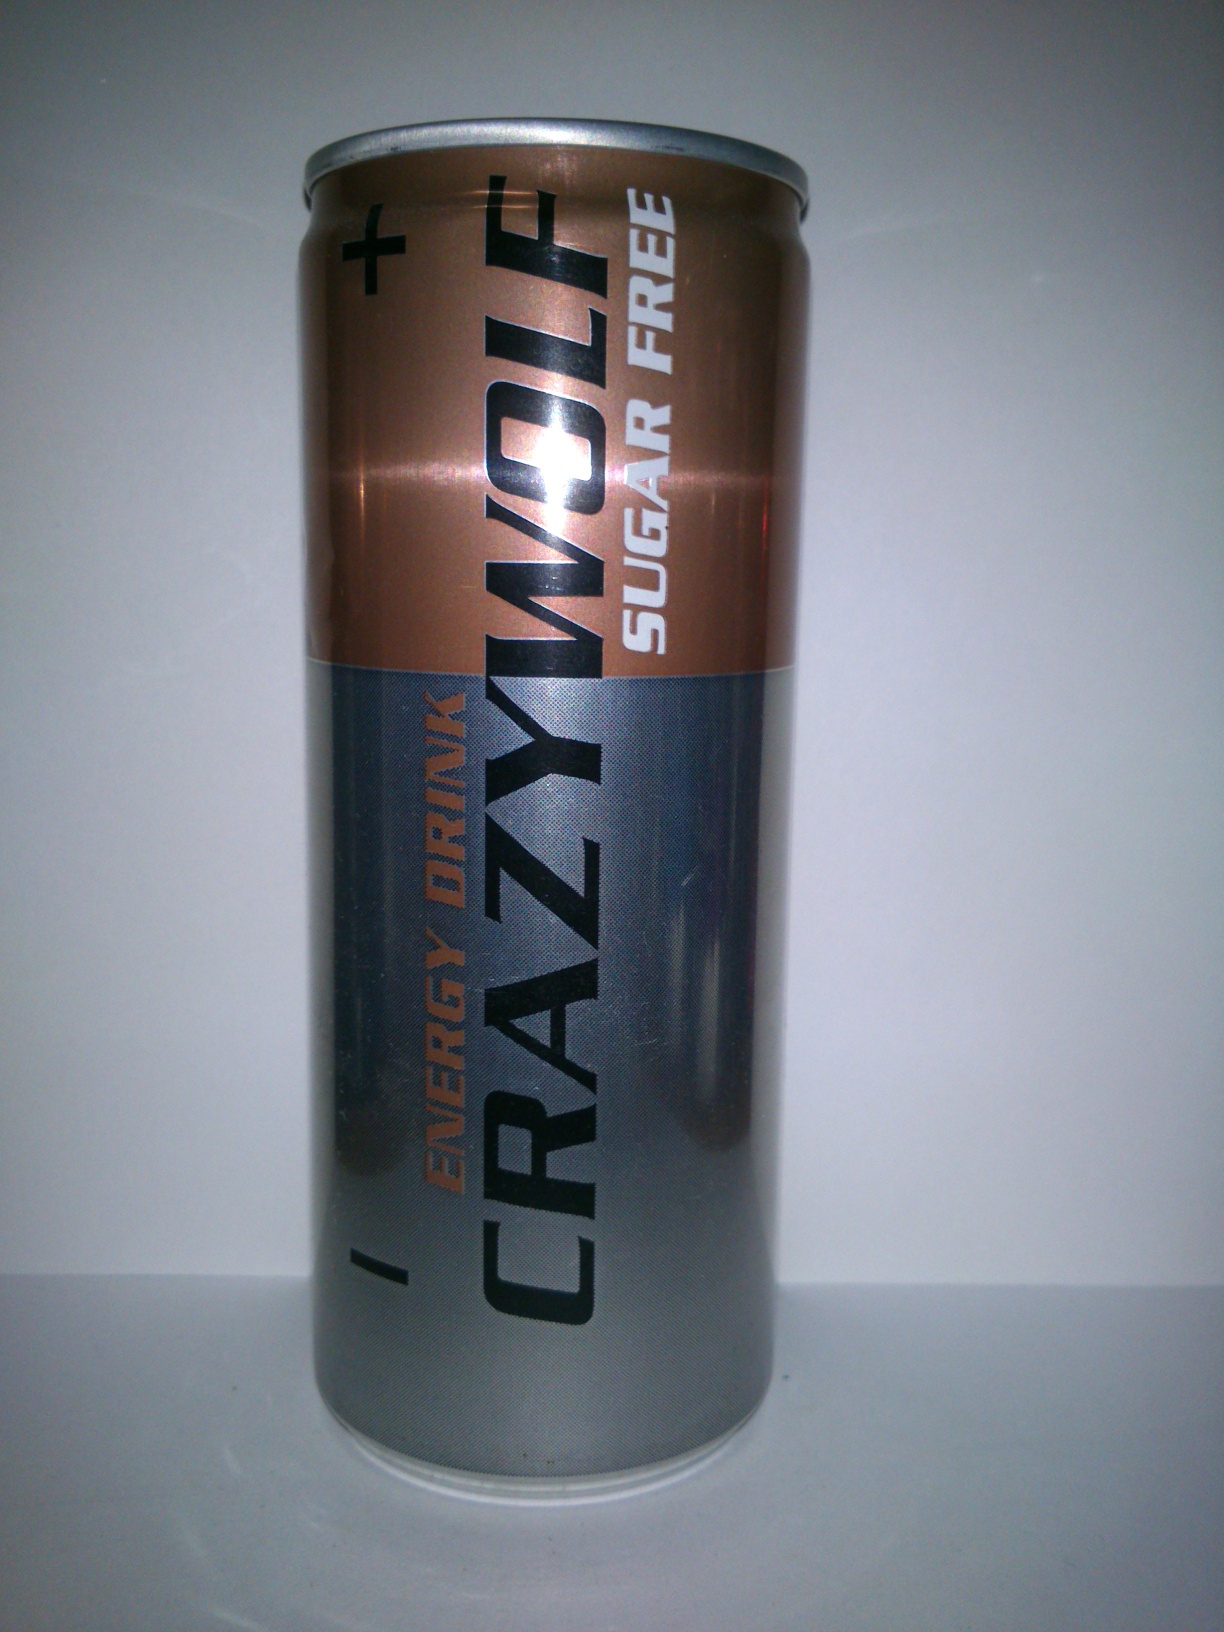 +
ENERGY DRINK
CRAZYWOLF
SUGAR FREE
-